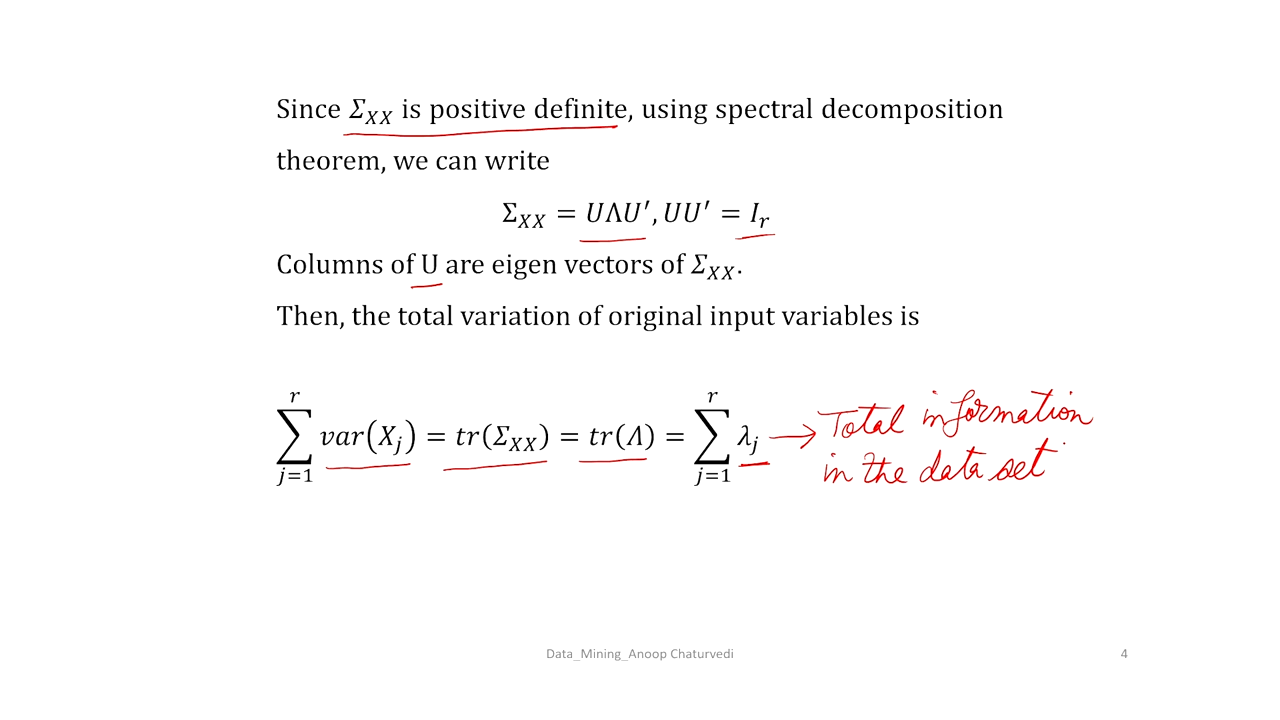 Since Σ_XX is positive definite, using spectral decomposition
theorem, we can write
Σ_XX = UΛU′, UU′ = I_r
Columns of U are eigen vectors of Σ_XX.
Then, the total variation of original input variables is
∑_{j=1}^{r} var(X_j) = tr(Σ_XX) = tr(Λ) = ∑_{j=1}^{r} λ_j → Total information
in the data set
Data_Mining_Anoop Chaturvedi 4